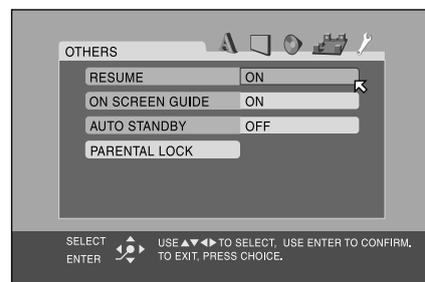 OTHERS
RESUME ON
ON SCREEN GUIDE ON
AUTO STANDBY OFF
PARENTAL LOCK
SELECT USE ▲▼◀▶ TO SELECT, USE ENTER TO CONFIRM.
ENTER TO EXIT, PRESS CHOICE.